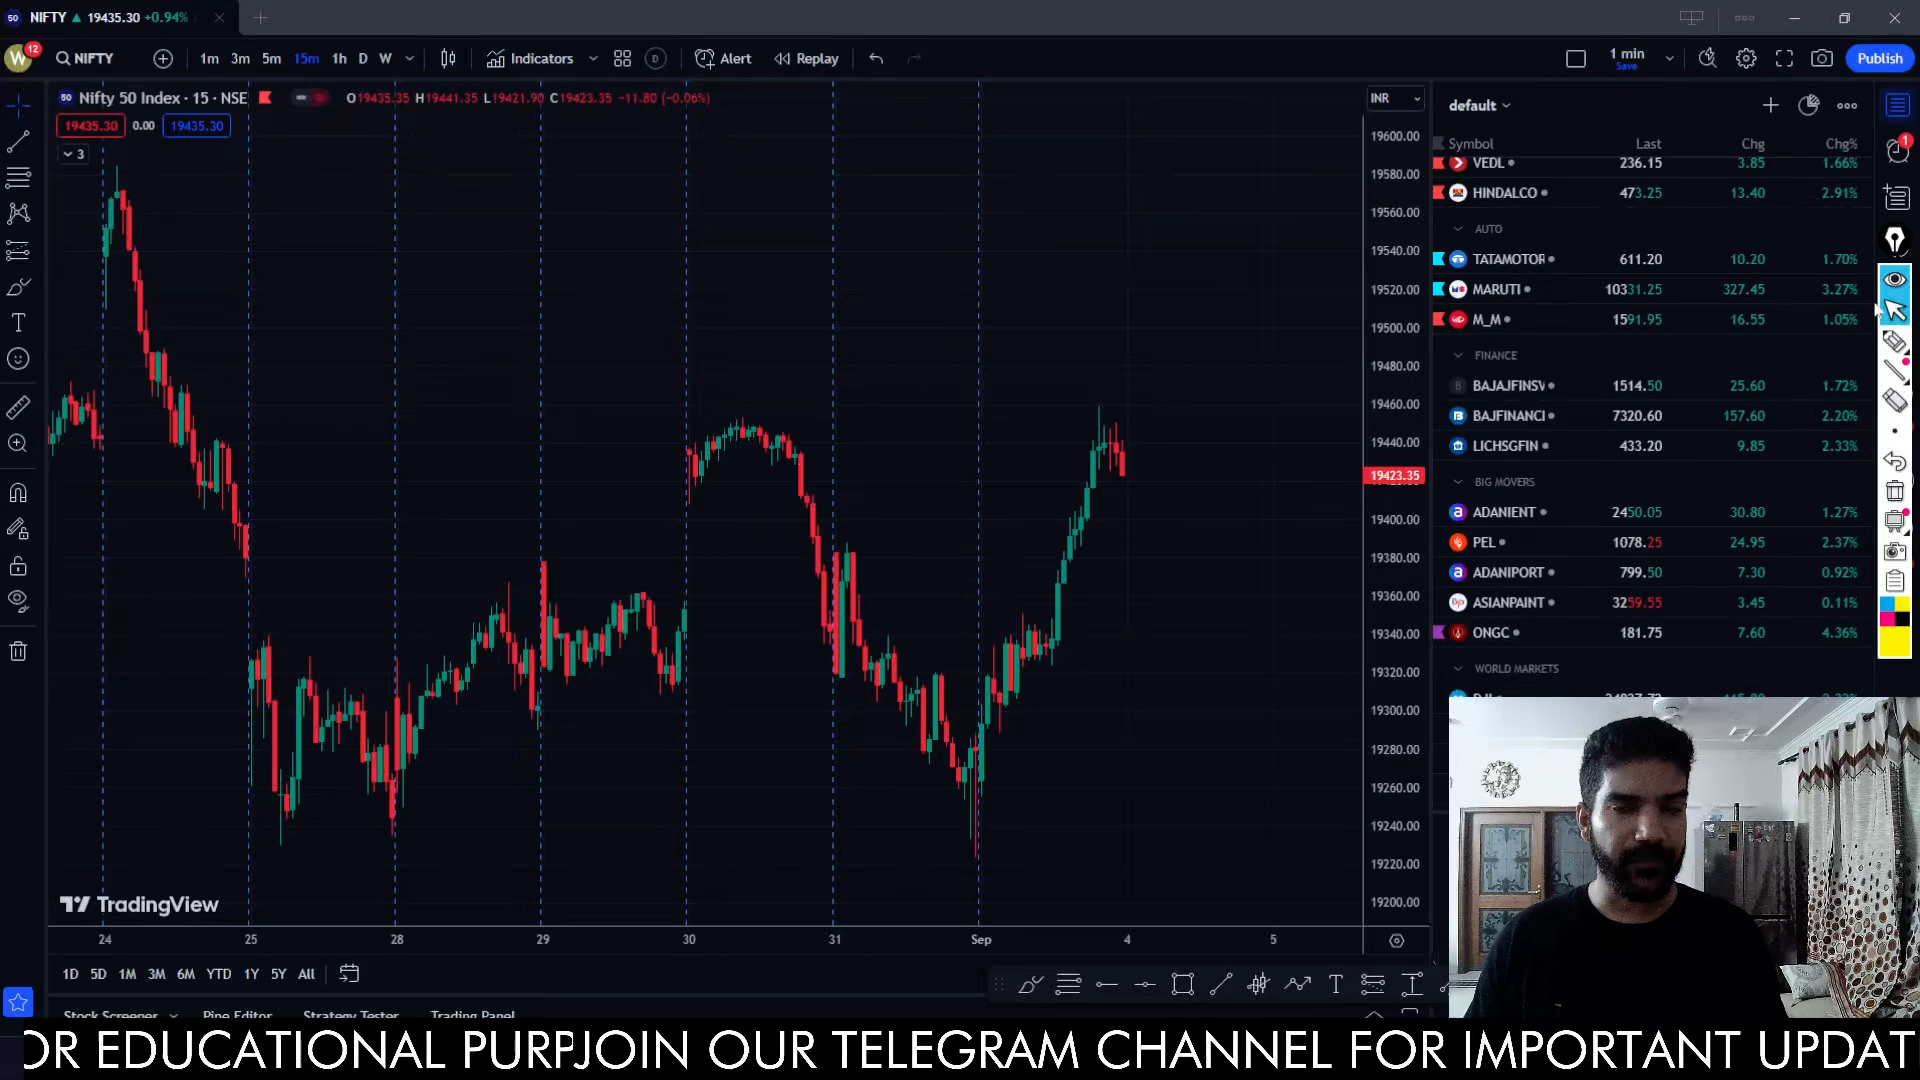 50 NIFTY ▲ 19435.30 +0.94%
W 12 NIFTY 1m 3m 5m 15m 1h D W Indicators D Alert Replay 1 min Save Publish
50 Nifty 50 Index · 15 · NSE O19435.35 H19441.35 L19421.90 C19423.35 −11.80 (−0.06%) INR
19435.30 0.00 19435.30
3
19600.00
19580.00
19560.00
19540.00
19520.00
19500.00
19480.00
19460.00
19440.00
19423.35
19400.00
19380.00
19360.00
19340.00
19320.00
19300.00
19280.00
19260.00
19240.00
19220.00
19200.00
default
1
Symbol Last Chg Chg%
VEDL 236.15 3.85 1.66%
HINDALCO 473.25 13.40 2.91%
AUTO
TATAMOTOR 611.20 10.20 1.70%
MARUTI 10331.25 327.45 3.27%
M_M 1591.95 16.55 1.05%
FINANCE
BAJAJFINSV 1514.50 25.60 1.72%
BAJFINANCI 7320.60 157.60 2.20%
LICHSGFIN 433.20 9.85 2.33%
BIG MOVERS
ADANIENT 2450.05 30.80 1.27%
PEL 1078.25 24.95 2.37%
ADANIPORT 799.50 7.30 0.92%
ASIANPAINT 3259.55 3.45 0.11%
ONGC 181.75 7.60 4.36%
WORLD MARKETS
TradingView
24 25 28 29 30 31 Sep 4 5
1D 5D 1M 3M 6M YTD 1Y 5Y All
Stock Screener Pine Editor Strategy Tester Trading Panel
OR EDUCATIONAL PURP JOIN OUR TELEGRAM CHANNEL FOR IMPORTANT UPDAT